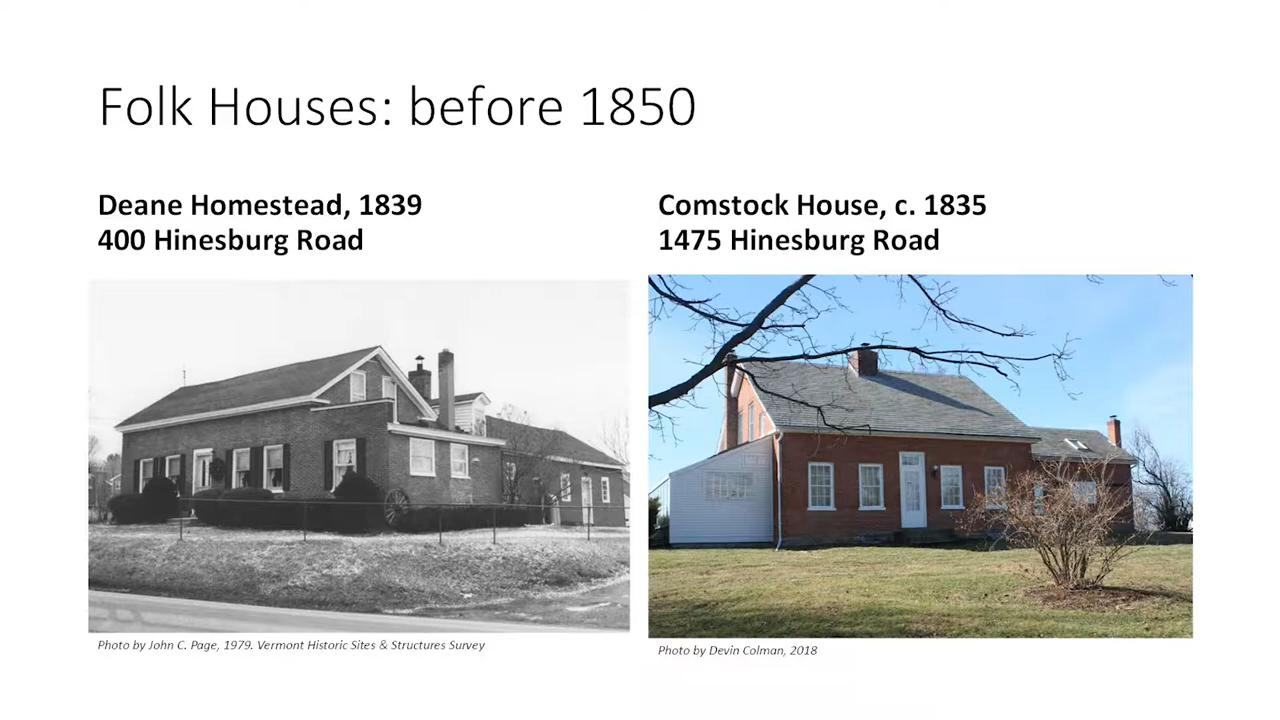 Folk Houses: before 1850
Deane Homestead, 1839
400 Hinesburg Road
Comstock House, c. 1835
1475 Hinesburg Road
Photo by John C. Page, 1979. Vermont Historic Sites & Structures Survey
Photo by Devin Colman, 2018